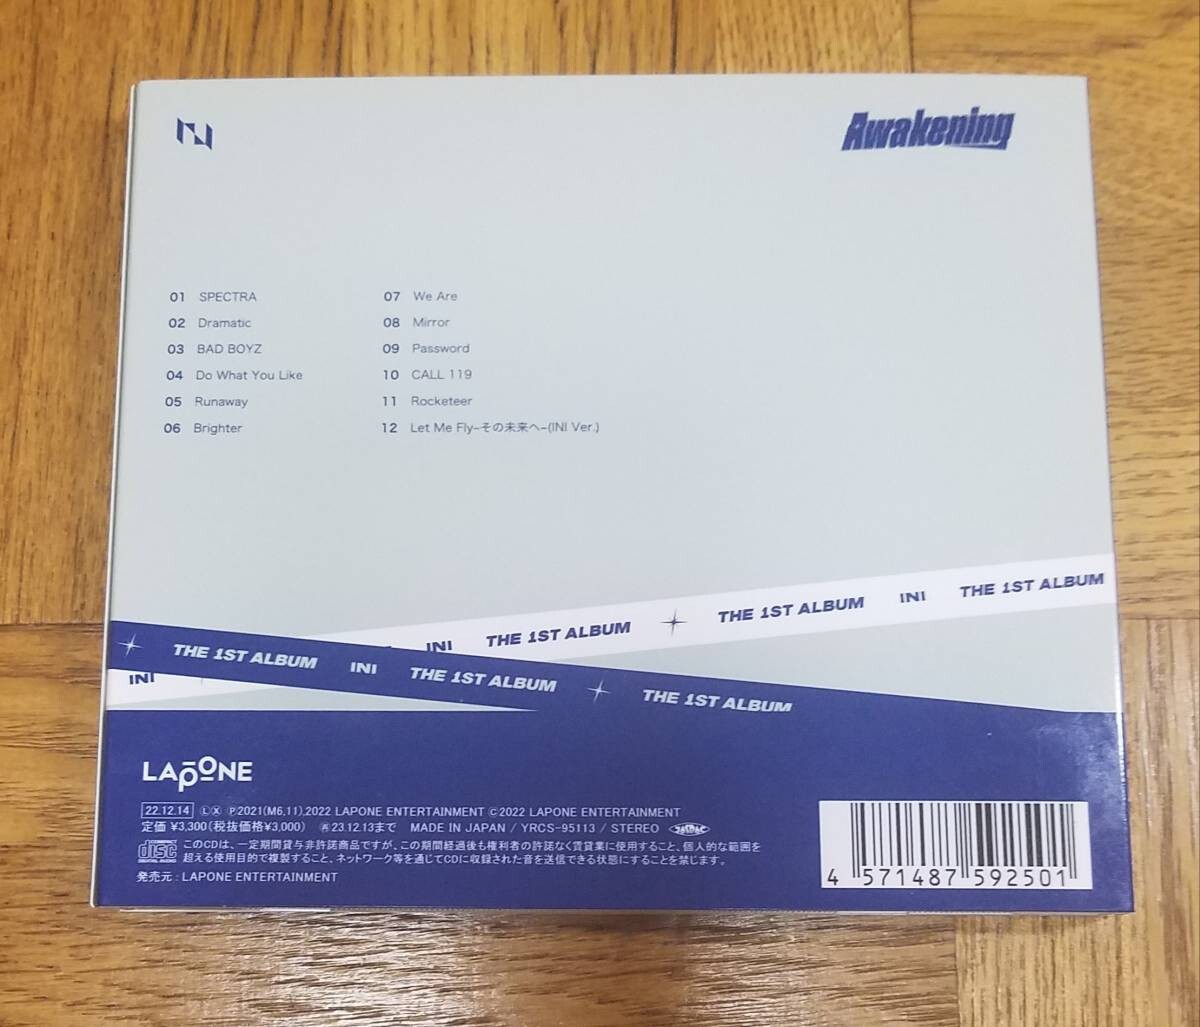 INI
Awakening
01 SPECTRA
02 Dramatic
03 BAD BOYZ
04 Do What You Like
05 Runaway
06 Brighter
07 We Are
08 Mirror
09 Password
10 CALL 119
11 Rocketeer
12 Let Me Fly–その未来へ–(INI Ver.)
INI THE 1ST ALBUM THE 1ST ALBUM INI THE 1ST ALBUM
THE 1ST ALBUM INI THE 1ST ALBUM THE 1ST ALBUM
INI
LAPONE
22.12.14 Ⓛ Ⓧ Ⓟ2021(M6,11),2022 LAPONE ENTERTAINMENT Ⓒ2022 LAPONE ENTERTAINMENT
定価 ¥3,300(税抜価格¥3,000) ㊢23.12.13まで MADE IN JAPAN / YRCS-95113 / STEREO
disc
DIGITAL AUDIO
このCDは、一定期間貸与非許諾商品ですが、この期間経過後も権利者の許諾なく賃貸業に使用すること、個人的な範囲を
超える使用目的で複製すること、ネットワーク等を通じてCDに収録された音を送信できる状態にすることを禁じます。
発売元 : LAPONE ENTERTAINMENT
4 571487 592501